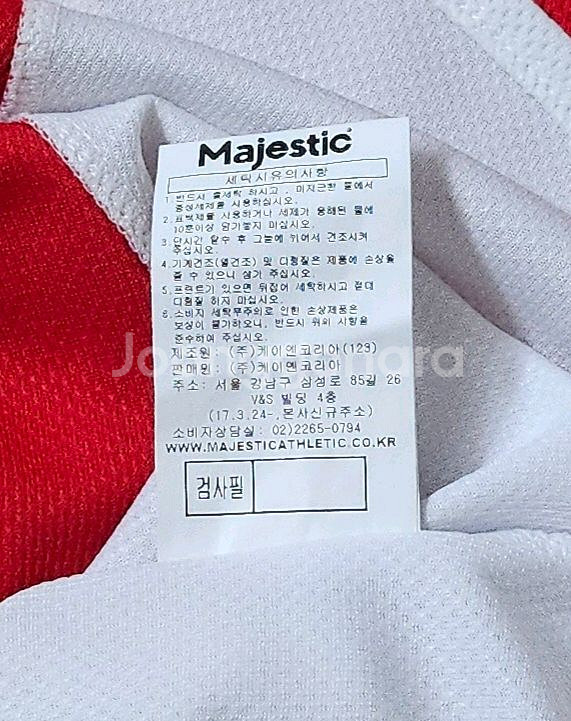 Majestic
세탁시유의사항
1. 반드시 물세탁 하시고, 미지근한 물에서
중성세제를 사용하십시오.
2. 표백제를 사용하거나 세제가 용해된 물에
10분이상 담가놓지 마십시오.
3. 단시간 탈수 후 그늘에 뉘어서 건조시켜
주십시오.
4. 기계건조(열건조) 및 다림질은 제품에 손상을
줄 수 있으니 삼가 주십시오.
5. 프린트가 있으면 뒤집어 세탁하시고 절대
다림질 하지 마십시오.
6. 소비자 세탁부주의로 인한 손상제품은
보상이 불가하오니, 반드시 위의 사항을
준수하여 주십시오.
제조원: (주)케이엔코리아(123)
판매원: (주)케이엔코리아
주소: 서울 강남구 삼성로 85길 26
V&S 빌딩 4층
(17.3.24-,본사신규주소)
소비자상담실: 02)2265-0794
WWW.MAJESTICATHLETIC.CO.KR
검사필